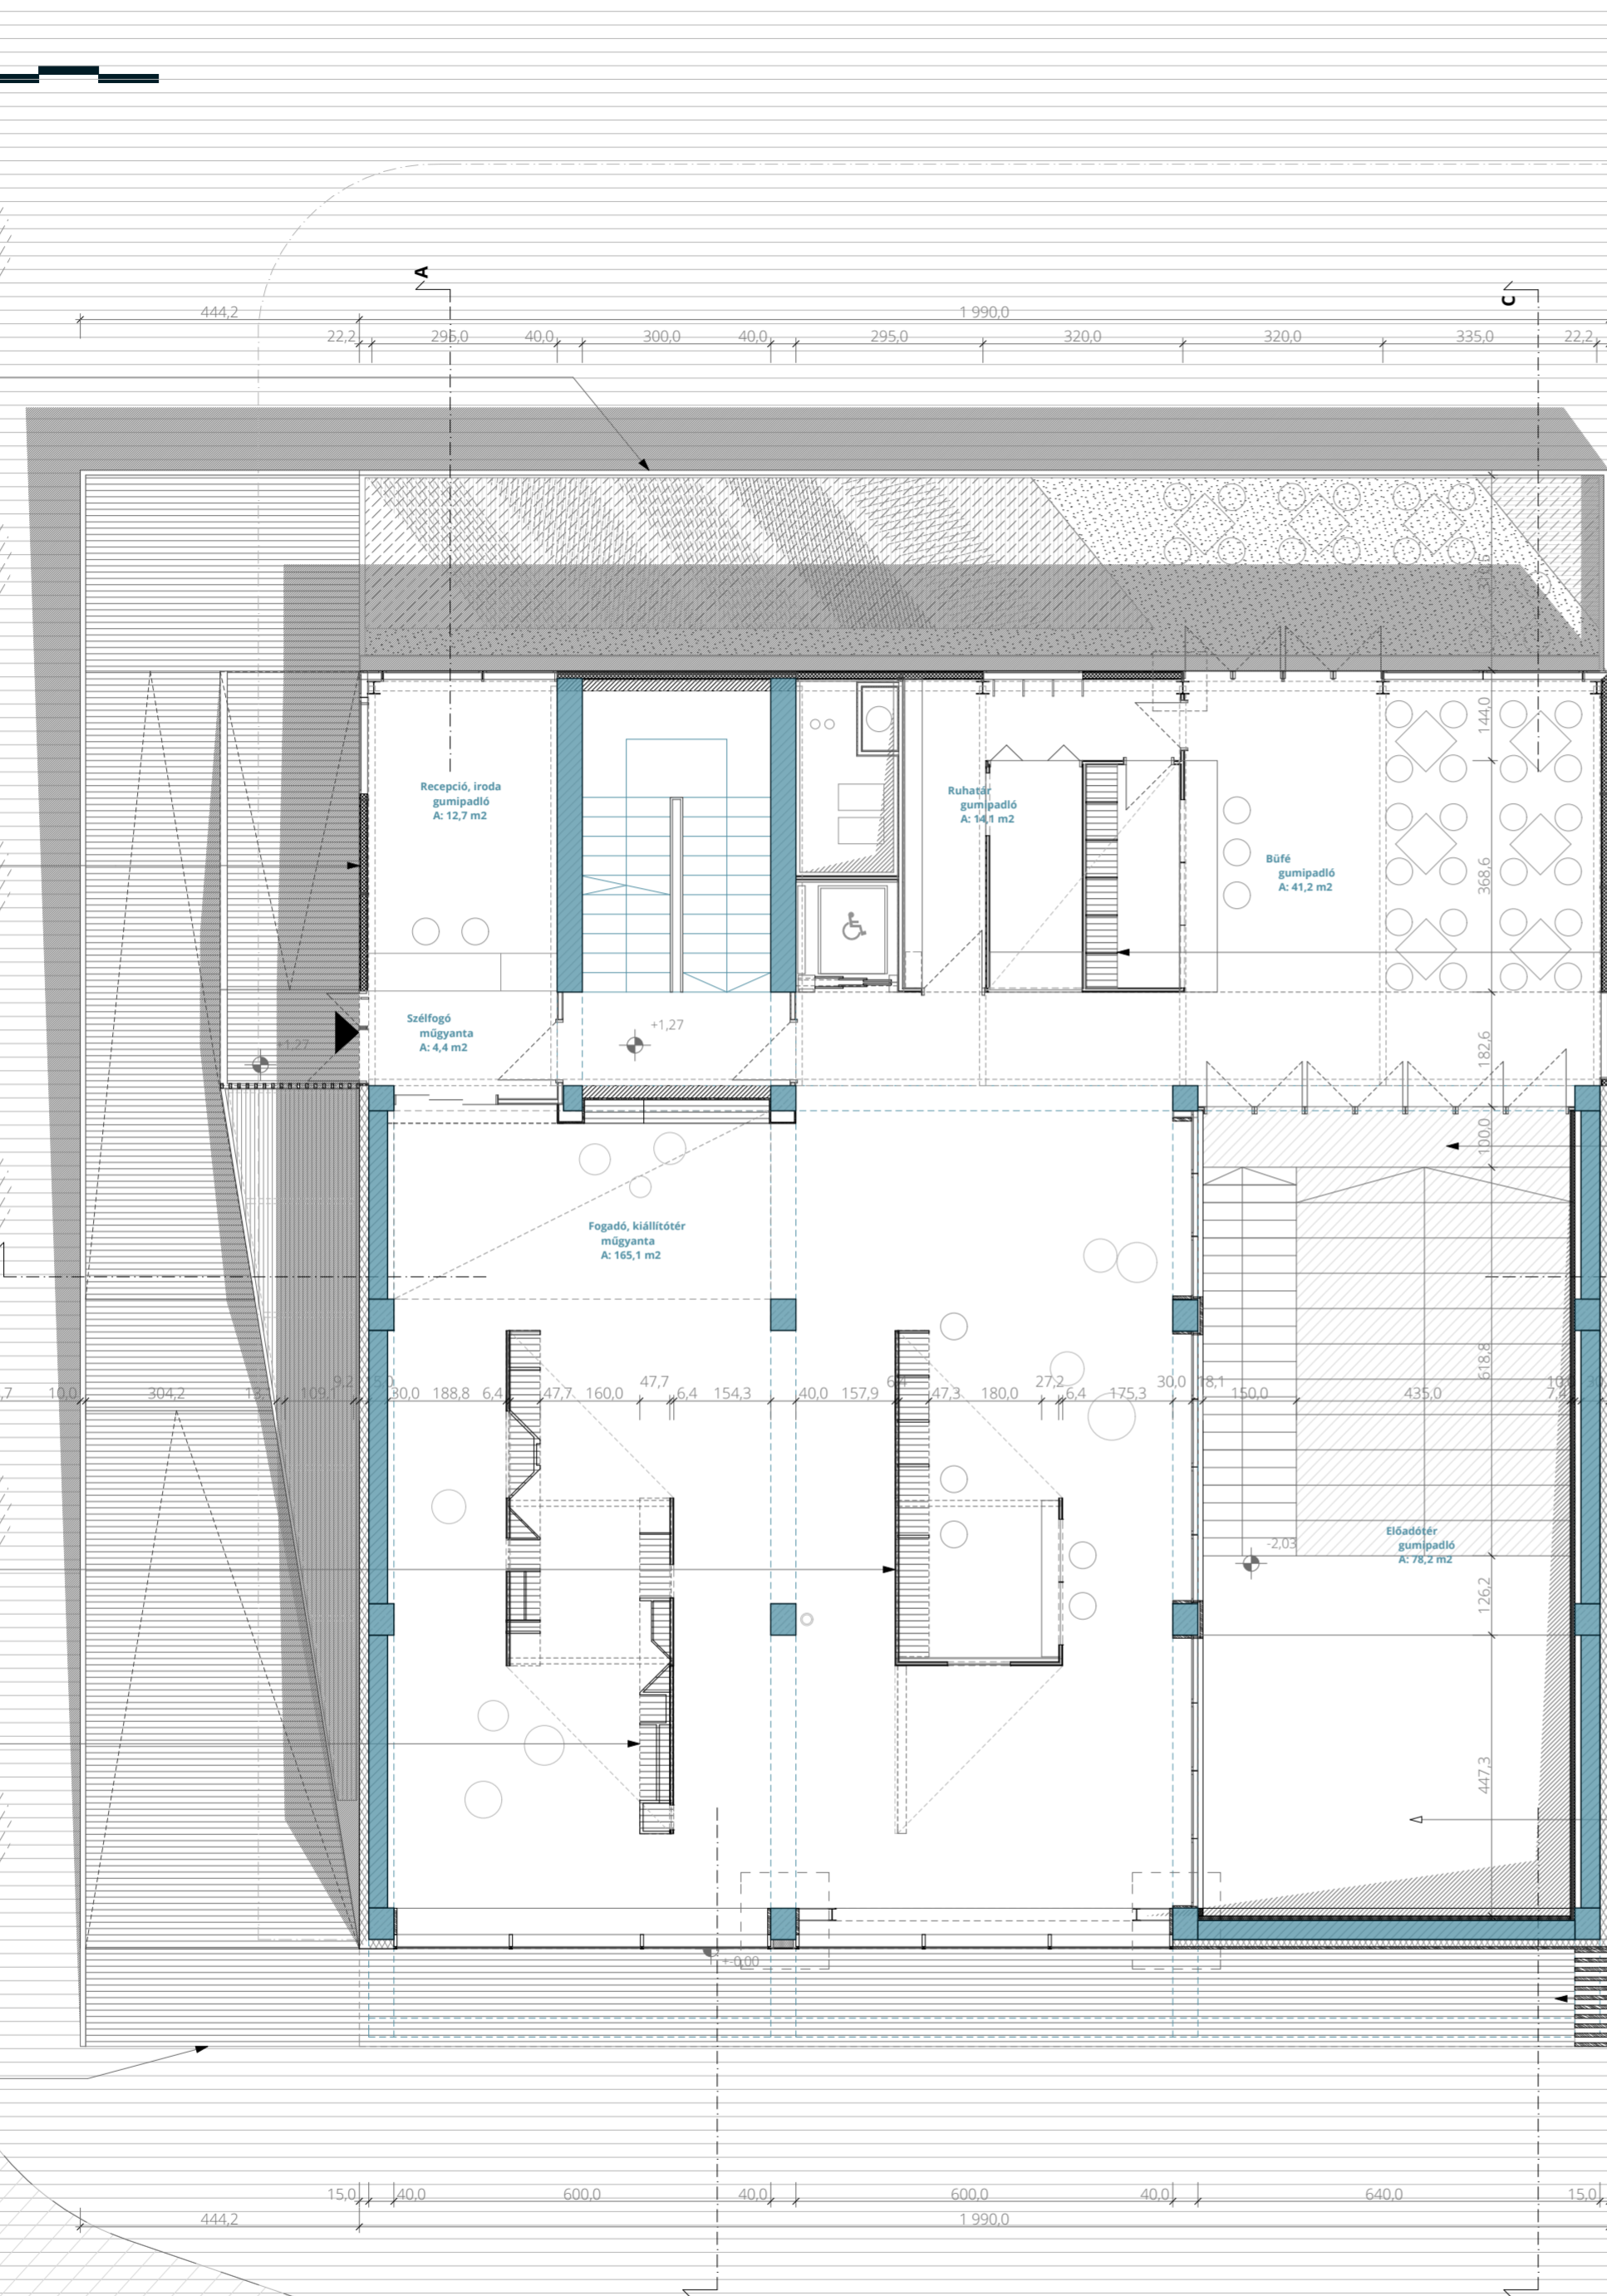 A
C
444,2
1 990,0
22,2
295,0
40,0
300,0
40,0
295,0
320,0
320,0
335,0
22,2
144,0
Recepció, iroda
gumipadló
A: 12,7 m2
Ruhatár
gumipadló
A: 14,1 m2
Büfé
gumipadló
A: 41,2 m2
368,6
Szélfogó
műgyanta
A: 4,4 m2
+1,27
+1,27
182,6
100,0
Fogadó, kiállítótér
műgyanta
A: 165,1 m2
618,8
10,0
304,2
109,1
9,2
30,0
188,8
6,4
47,7
160,0
47,7
6,4
154,3
40,0
157,9
6,4
47,3
180,0
27,2
6,4
175,3
30,0
18,1
150,0
435,0
Előadótér
gumipadló
A: 78,2 m2
-2,03
126,2
447,3
+-0,00
15,0
40,0
600,0
40,0
600,0
40,0
640,0
15,0
444,2
1 990,0